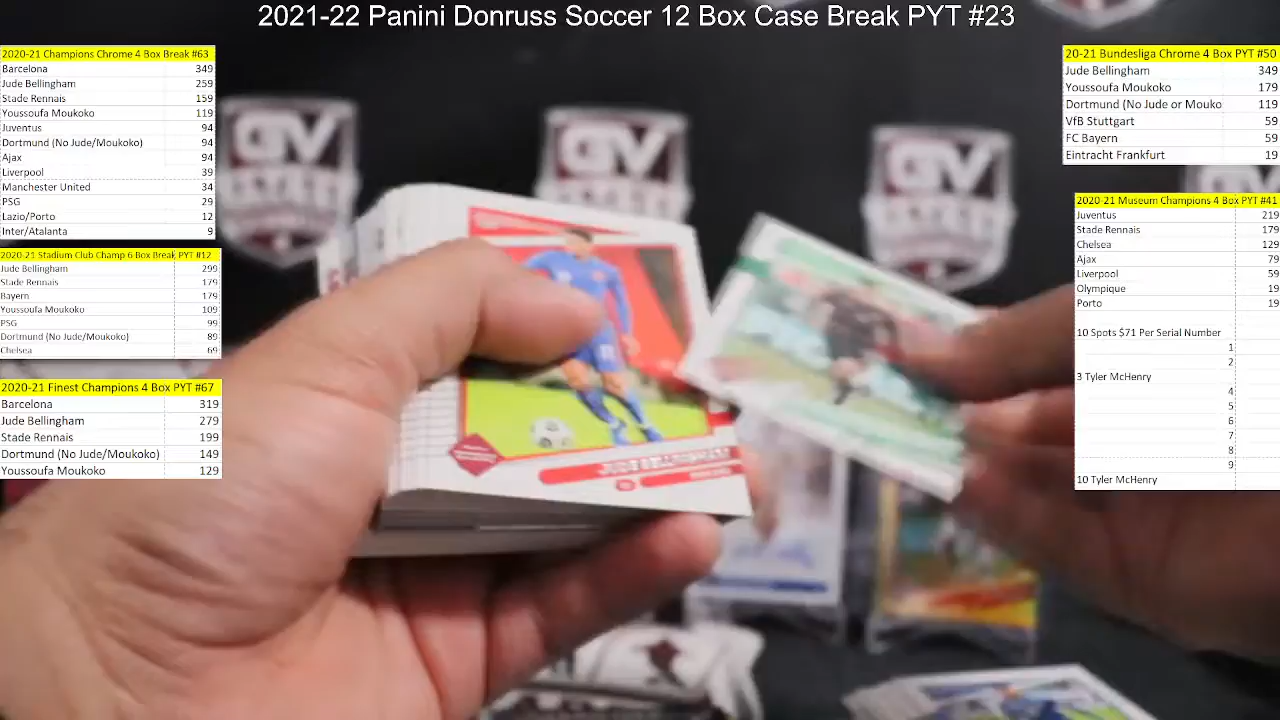 2021-22 Panini Donruss Soccer 12 Box Case Break PYT #23
2020-21 Champions Chrome 4 Box Break #63
Barcelona 349
Jude Bellingham 259
Stade Rennais 159
Youssoufa Moukoko 119
Juventus 94
Dortmund (No Jude/Moukoko) 94
Ajax 94
Liverpool 39
Manchester United 34
PSG 29
Lazio/Porto 12
Inter/Atalanta 9
2020-21 Stadium Club Champ 6 Box Break PYT #12
Jude Bellingham 299
Stade Rennais 179
Bayern 179
Youssoufa Moukoko 109
PSG 99
Dortmund (No Jude/Moukoko) 89
Chelsea 69
2020-21 Finest Champions 4 Box PYT #67
Barcelona 319
Jude Bellingham 279
Stade Rennais 199
Dortmund (No Jude/Moukoko) 149
Youssoufa Moukoko 129
20-21 Bundesliga Chrome 4 Box PYT #50
Jude Bellingham 349
Youssoufa Moukoko 179
Dortmund (No Jude or Mouko 119
VfB Stuttgart 59
FC Bayern 59
Eintracht Frankfurt 19
2020-21 Museum Champions 4 Box PYT #41
Juventus 219
Stade Rennais 179
Chelsea 129
Ajax 79
Liverpool 59
Olympique 19
Porto 19
10 Spots $71 Per Serial Number
1
2
3 Tyler McHenry
4
5
6
7
8
9
10 Tyler McHenry
GV
GV
GV
JUDE BELLINGHAM